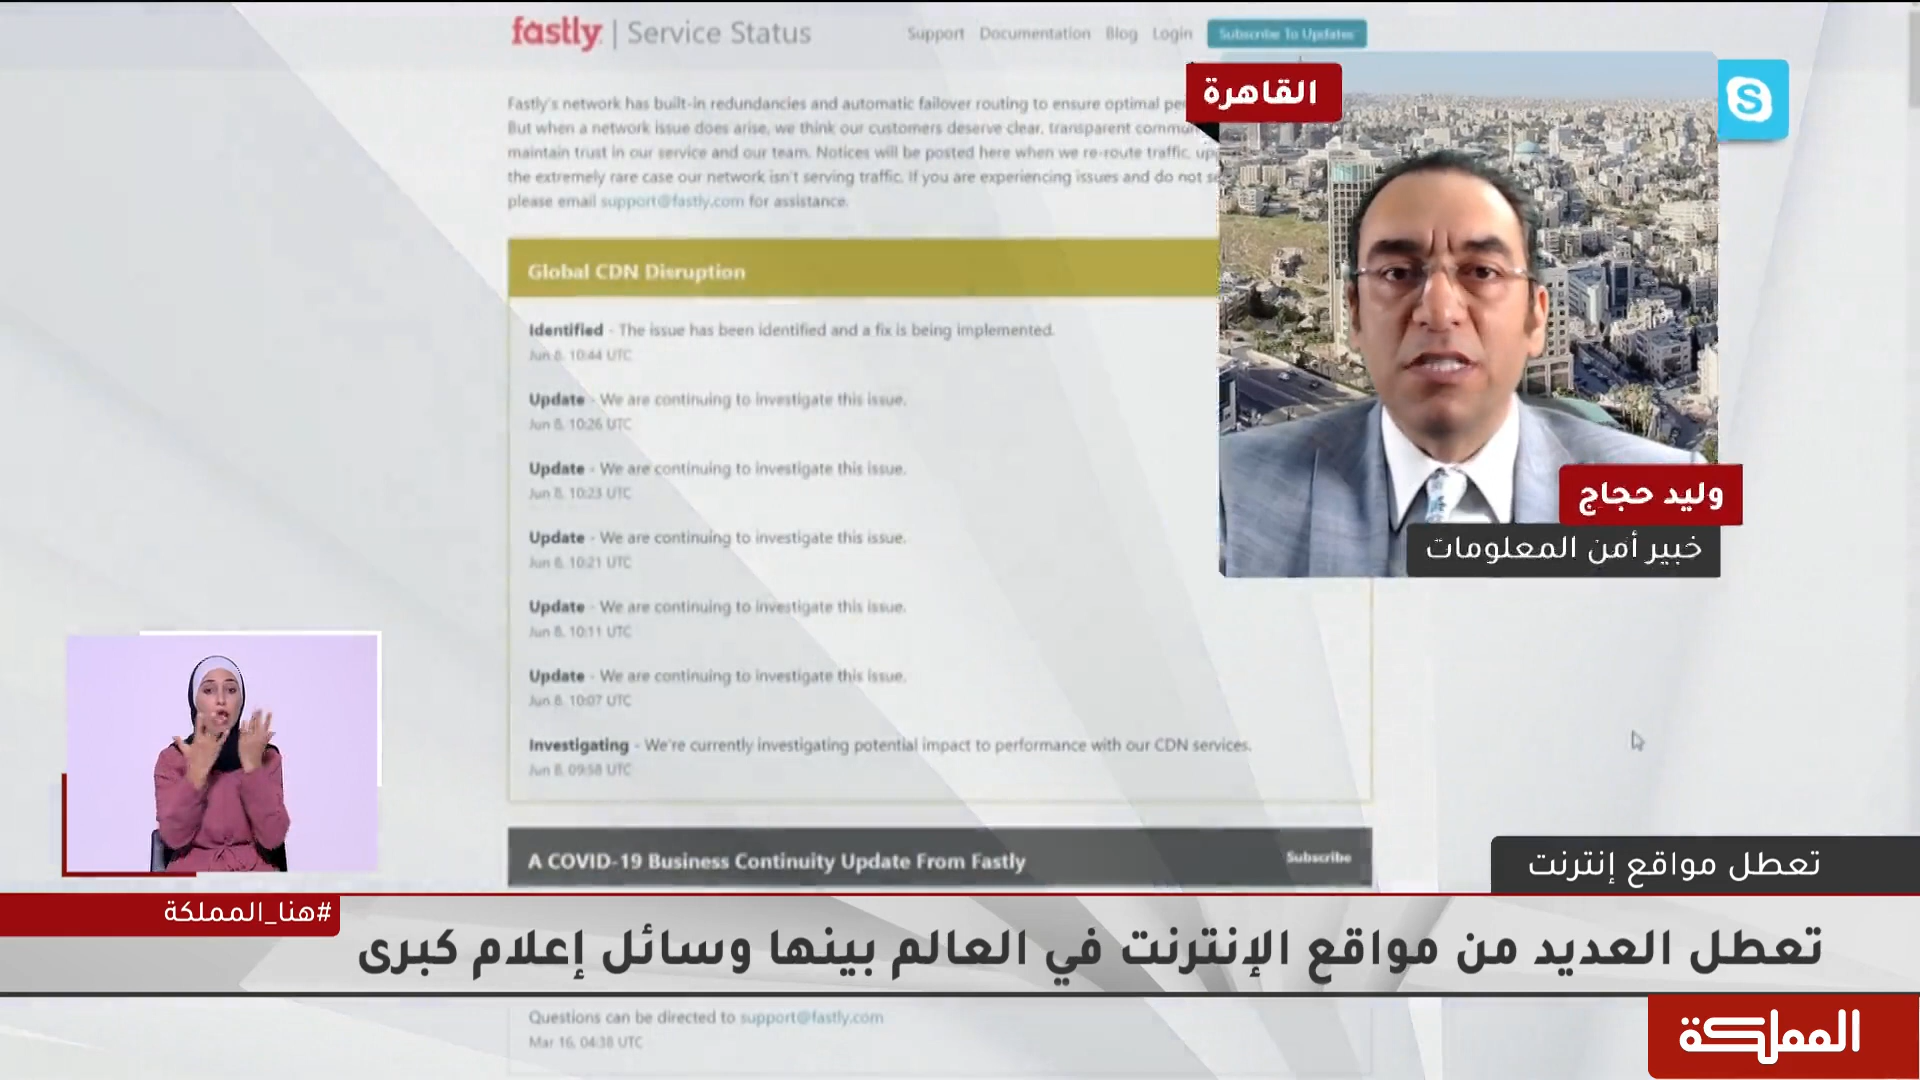 fastly | Service Status
Support Documentation Blog Login Subscribe To Updates
القاهرة
Fastly's network has built-in redundancies and automatic failover routing to ensure optimal
But when a network issue does arise, we think our customers deserve clear, transparent
maintain trust in our service and our team. Notices will be posted here when we re-route traffic,
the extremely rare case our network isn't serving traffic. If you are experiencing issues and do not
please email support@fastly.com for assistance.
Global CDN Disruption
Identified - The issue has been identified and a fix is being implemented.
Jun 8, 10:44 UTC
Update - We are continuing to investigate this issue.
Jun 8, 10:26 UTC
Update - We are continuing to investigate this issue.
Jun 8, 10:23 UTC
وليد حجاج
خبير أمن المعلومات
Update - We are continuing to investigate this issue.
Jun 8, 10:21 UTC
Update - We are continuing to investigate this issue.
Jun 8, 10:11 UTC
Update - We are continuing to investigate this issue.
Jun 8, 10:07 UTC
Investigating - We're currently investigating potential impact to performance with our CDN services.
Jun 8, 09:58 UTC
A COVID-19 Business Continuity Update From Fastly Subscribe
تعطل مواقع إنترنت
#هنا_المملكة
تعطل العديد من مواقع الإنترنت في العالم بينها وسائل إعلام كبرى
Questions can be directed to support@fastly.com
Mar 16, 04:38 UTC
المملكة